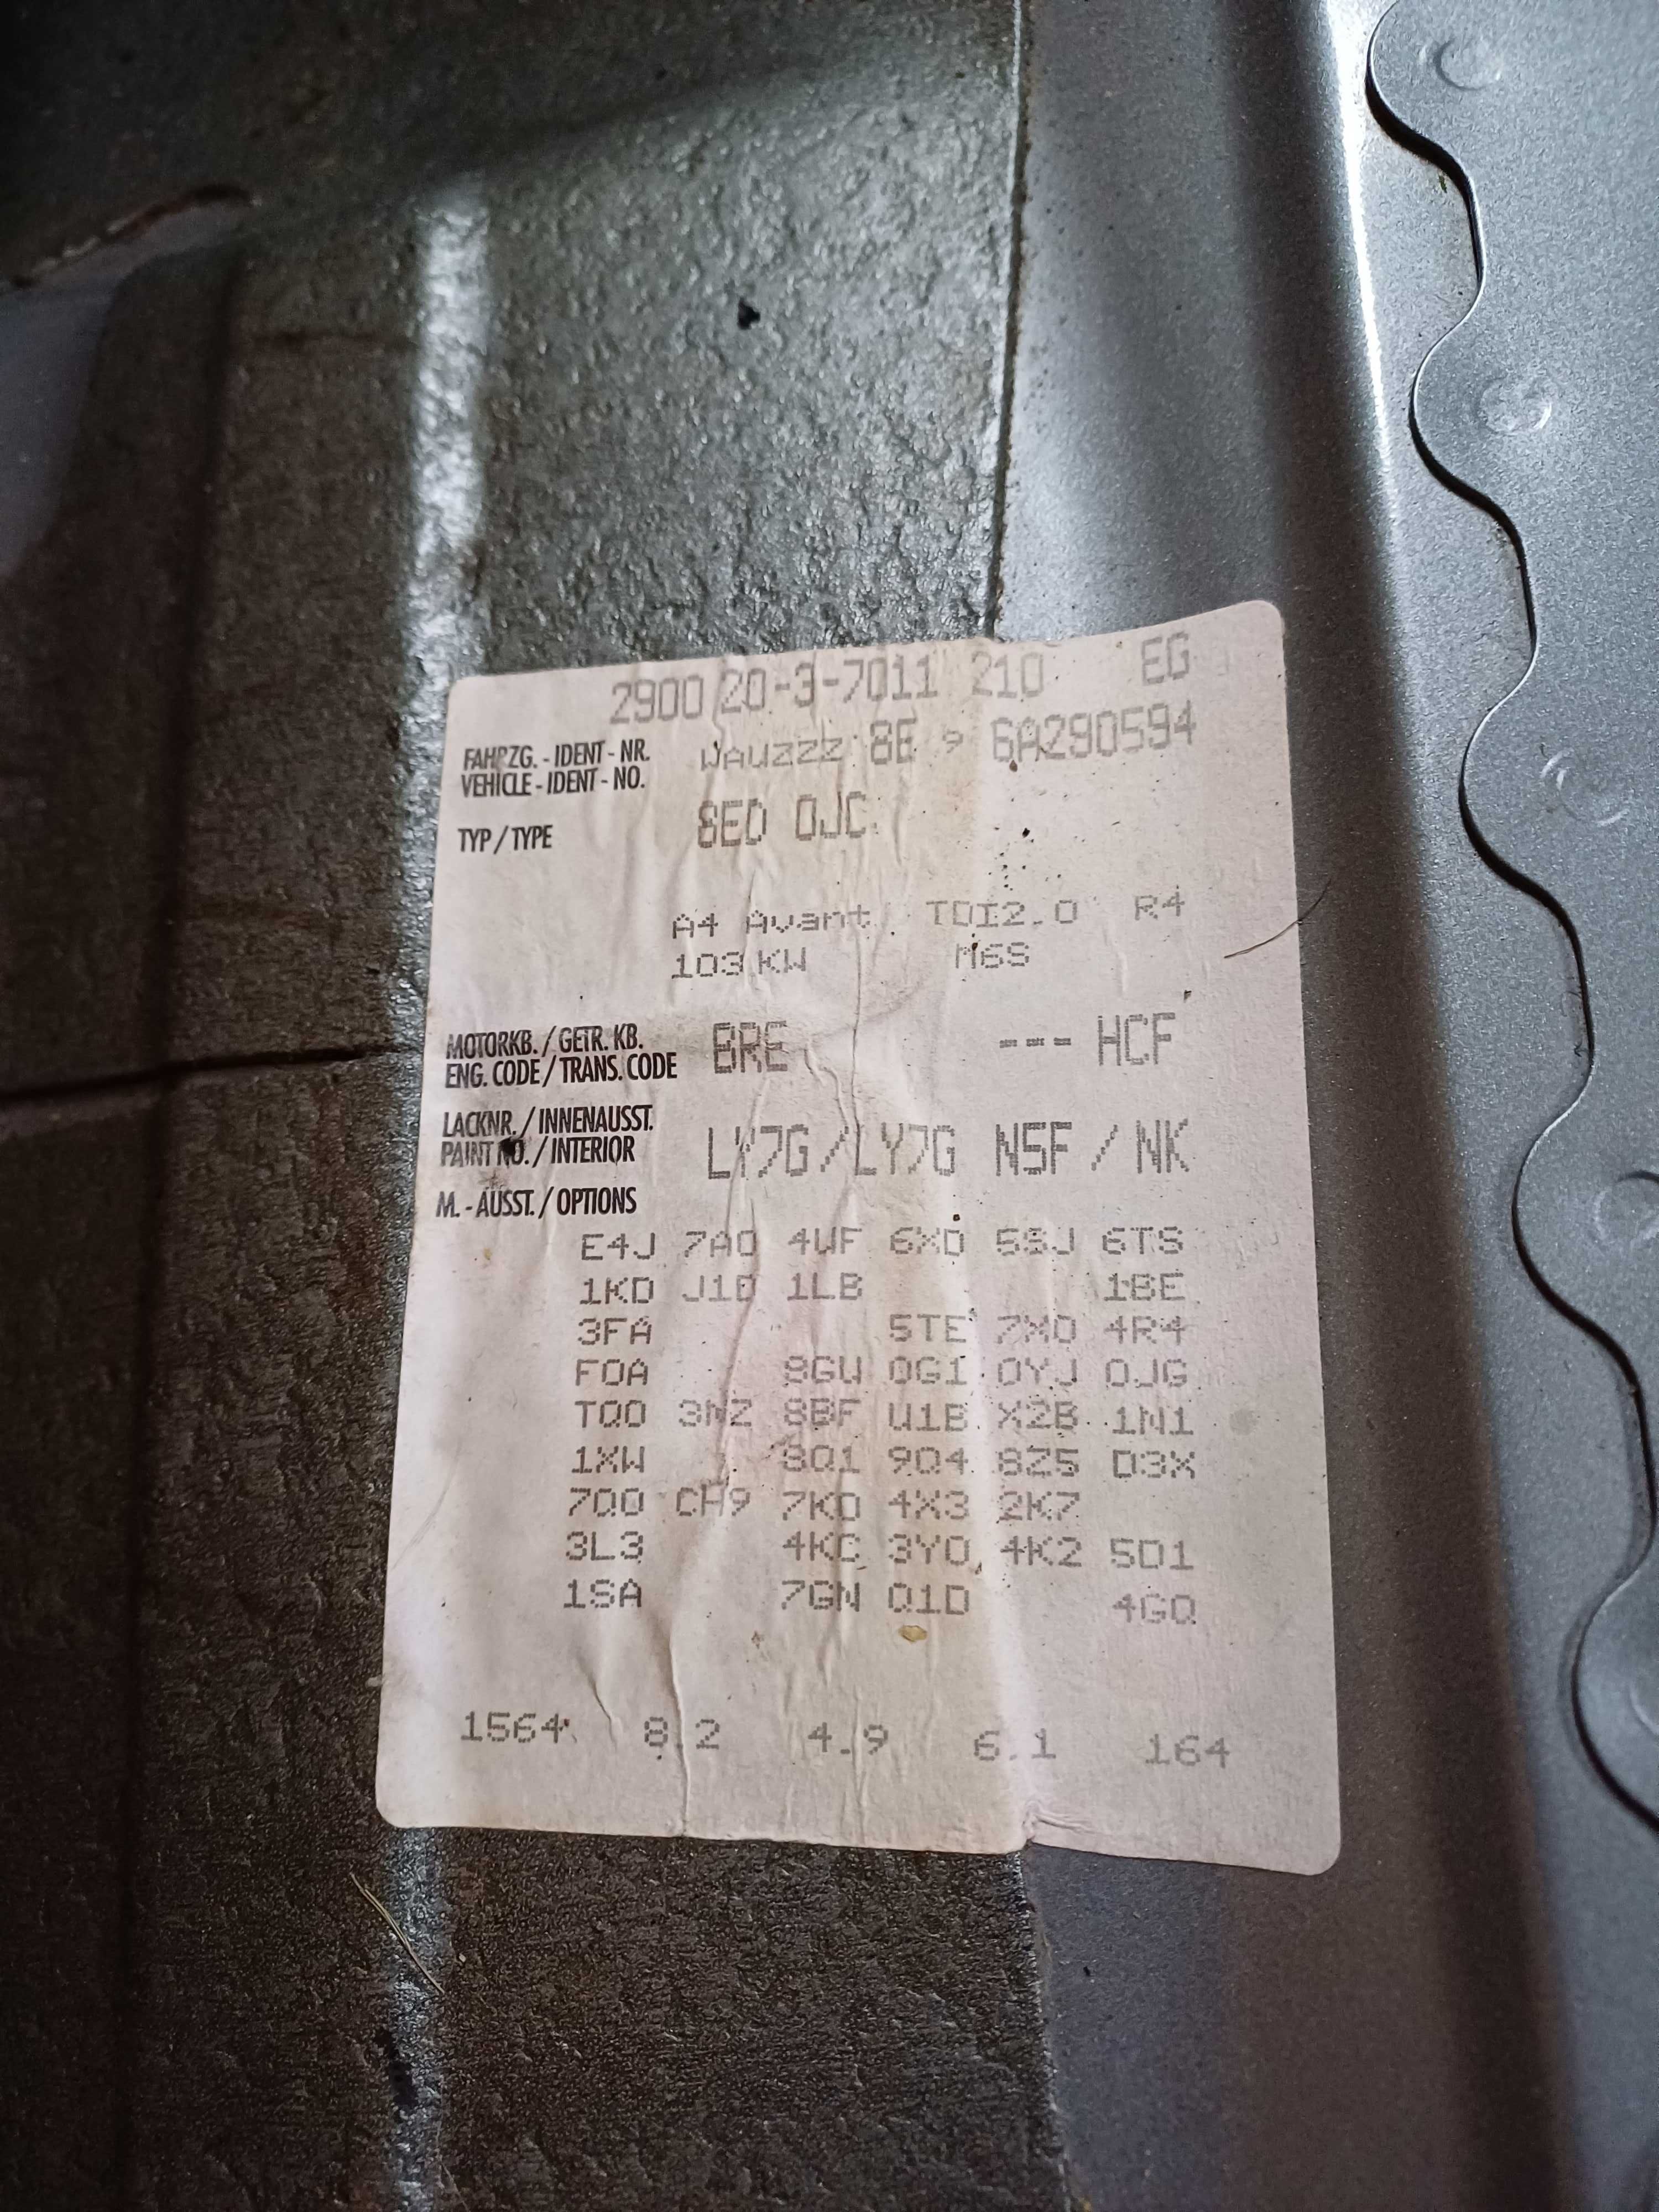 2900 20-3-7011 210 EG
FAHRZG. - IDENT - NR.
VEHICLE - IDENT - NO. WAUZZZ 8E 9 6A290594
TYP / TYPE 8ED 0JC
A4 Avant TDI2.0 R4
103 KW M6S
MOTORKB. / GETR. KB.
ENG. CODE / TRANS. CODE BRE --- HCF
LACKNR. / INNENAUSST.
PAINT NO. / INTERIOR LY7G / LY7G N5F / NK
M. - AUSST. / OPTIONS
E4J 7A0 4UF 6XD 5SJ 6TS
1KD J1D 1LB 1BE
3FA 5TE 7X0 4R4
F0A 8GU 0G1 0YJ 0JG
TQ0 3NZ 8BF U1B X2B 1N1
1XW 8Q1 9Q4 8Z5 D3X
7Q0 CH9 7K0 4X3 2K7
3L3 4KC 3Y0 4K2 5D1
1SA 7GN Q1D 4GQ
1564 8.2 4.9 6.1 164